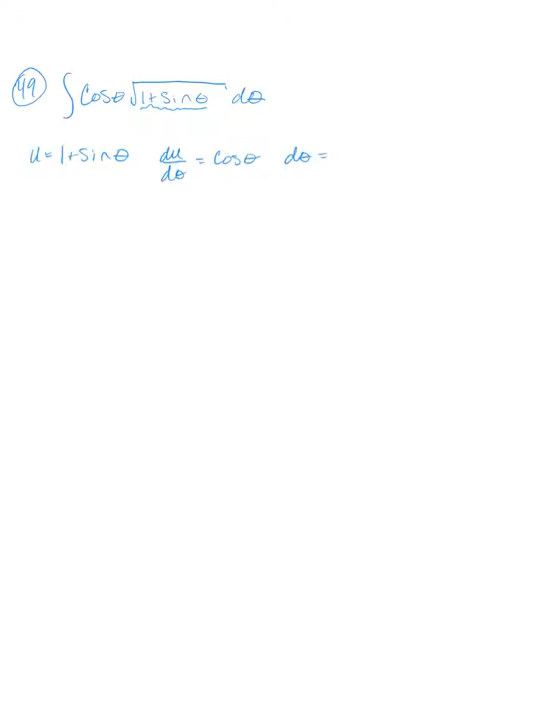 49 ∫ cosθ √(1+sinθ) dθ
u = 1+sinθ du/dθ = cosθ dθ =